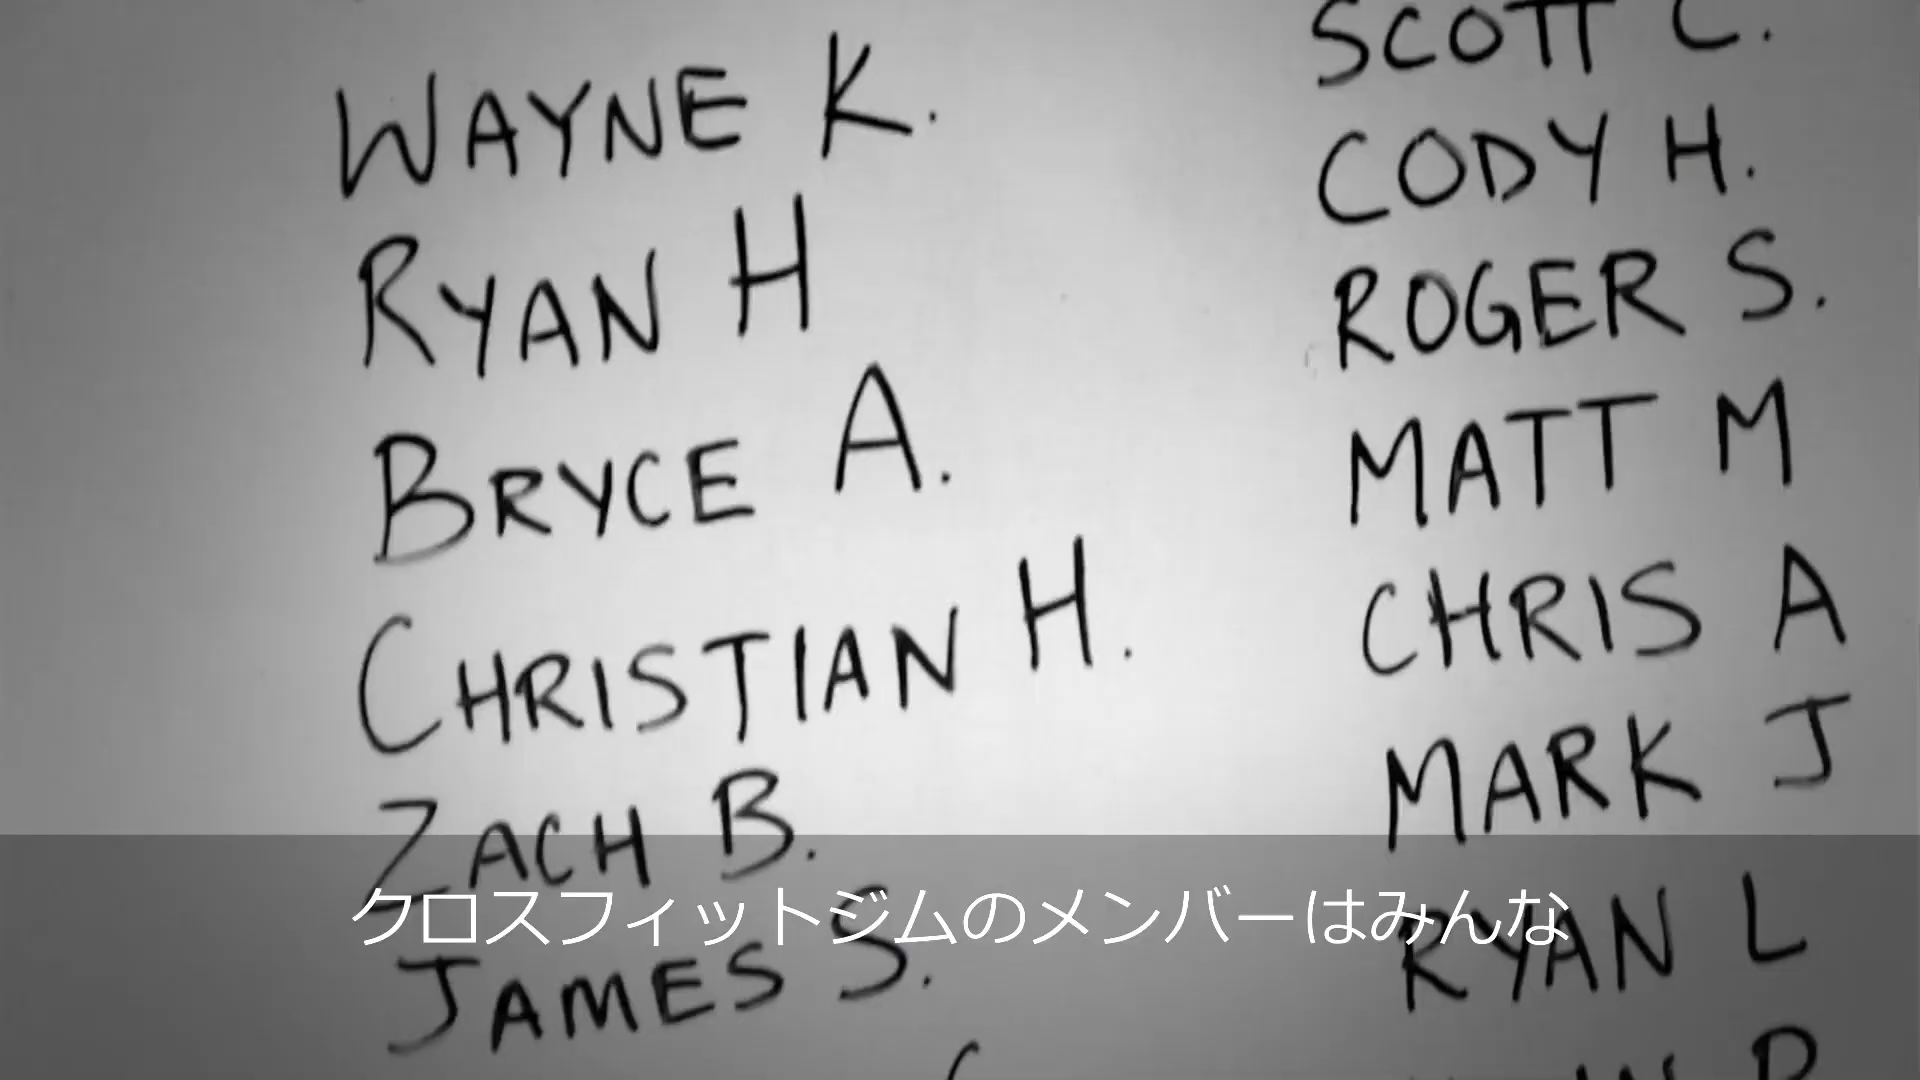 WAYNE K.
RYAN H
BRYCE A.
CHRISTIAN H.
ZACH B.
JAMES S.
SCOTT C.
CODY H.
ROGER S.
MATT M
CHRIS A
MARK J
RYAN L
クロスフィットジムのメンバーはみんな